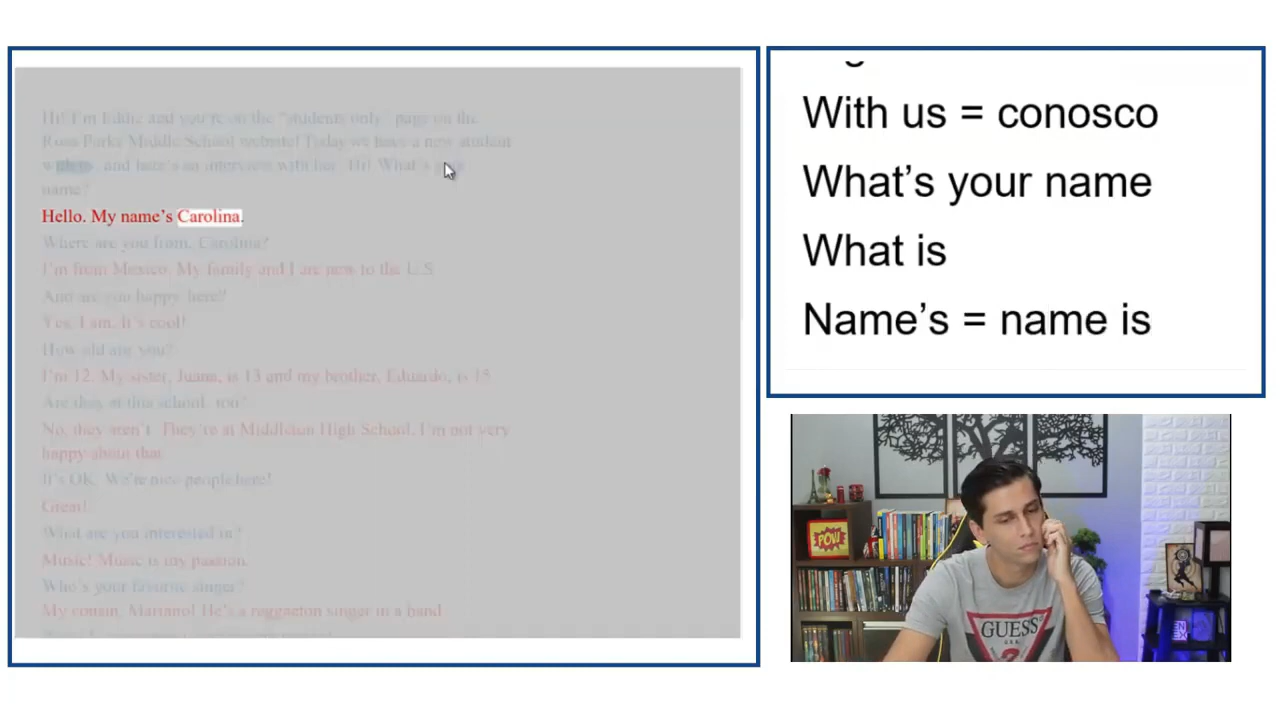 Hi! I'm Eddie and you're on the "students only" page on the
Rosa Parks Middle School website! Today we have a new student
with us, and here's an interview with her. Hi! What's your
name?
Hello. My name's Carolina.
Where are you from, Carolina?
I'm from Mexico. My family and I are new to the U.S.
And are you happy here?
Yes, I am. It's cool!
How old are you?
I'm 12. My sister, Juana, is 13 and my brother, Eduardo, is 15.
Are they at this school, too?
No, they aren't. They're at Middleton High School. I'm not very
happy about that.
It's OK. We're nice people here!
Great!
What are you interested in?
Music! Music is my passion.
Who's your favorite singer?
My cousin, Mariano! He's a reggaeton singer in a band
With us = conosco
What's your name
What is
Name's = name is
POW
GUESS